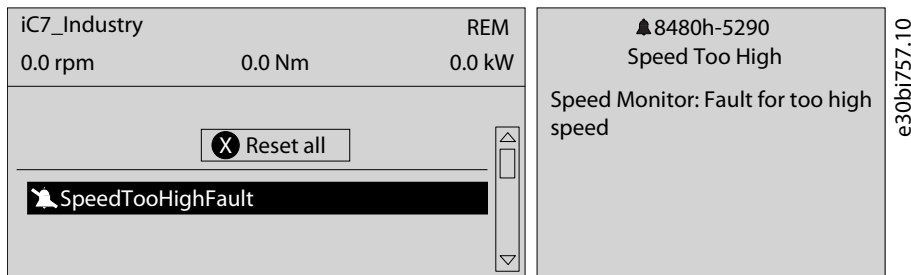 iC7_Industry REM
0.0 rpm 0.0 Nm 0.0 kW
X Reset all
SpeedTooHighFault
8480h-5290
Speed Too High
Speed Monitor: Fault for too high
speed
e30bi757.10